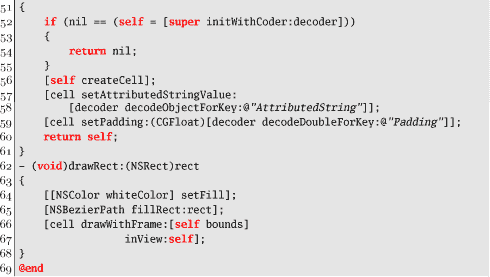 51 {
52     if (nil == (self = [super initWithCoder:decoder]))
53     {
54         return nil;
55     }
56     [self createCell];
57     [cell setAttributedStringValue:
58         [decoder decodeObjectForKey:@"AttributedString"]];
59     [cell setPadding:(CGFloat)[decoder decodeDoubleForKey:@"Padding"]];
60     return self;
61 }
62 - (void)drawRect:(NSRect)rect
63 {
64     [[NSColor whiteColor] setFill];
65     [NSBezierPath fillRect:rect];
66     [cell drawWithFrame:[self bounds]
67                  inView:self];
68 }
69 @end